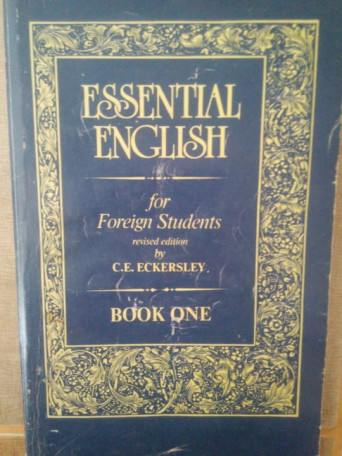 ESSENTIAL
ENGLISH
for
Foreign Students
revised edition
by
C.E. ECKERSLEY
BOOK ONE